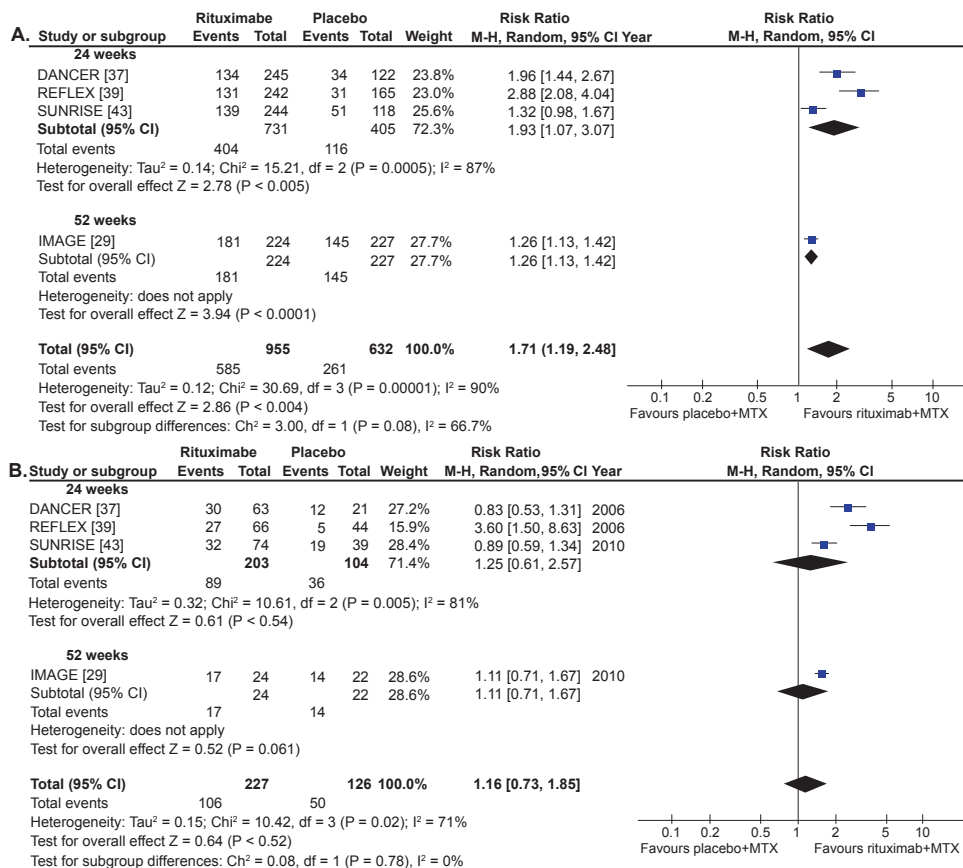 Rituximabe Placebo Risk Ratio Risk Ratio
A. Study or subgroup Events Total Events Total Weight M-H, Random, 95% CI Year M-H, Random, 95% CI
24 weeks
DANCER [37] 134 245 34 122 23.8% 1.96 [1.44, 2.67]
REFLEX [39] 131 242 31 165 23.0% 2.88 [2.08, 4.04]
SUNRISE [43] 139 244 51 118 25.6% 1.32 [0.98, 1.67]
Subtotal (95% CI) 731 405 72.3% 1.93 [1.07, 3.07]
Total events 404 116
Heterogeneity: Tau² = 0.14; Chi² = 15.21, df = 2 (P = 0.0005); I² = 87%
Test for overall effect Z = 2.78 (P < 0.005)
52 weeks
IMAGE [29] 181 224 145 227 27.7% 1.26 [1.13, 1.42]
Subtotal (95% CI) 224 227 27.7% 1.26 [1.13, 1.42]
Total events 181 145
Heterogeneity: does not apply
Test for overall effect Z = 3.94 (P < 0.0001)
Total (95% CI) 955 632 100.0% 1.71 (1.19, 2.48]
Total events 585 261
Heterogeneity: Tau² = 0.12; Chi² = 30.69, df = 3 (P = 0.00001); I² = 90%
Test for overall effect Z = 2.86 (P < 0.004)
Test for subgroup differences: Ch² = 3.00, df = 1 (P = 0.08), I² = 66.7%
0.1 0.2 0.5 1 2 5 10
Favours placebo+MTX Favours rituximab+MTX
Rituximabe Placebo Risk Ratio Risk Ratio
B. Study or subgroup Events Total Events Total Weight M-H, Random,95% CI Year M-H, Random, 95% CI
24 weeks
DANCER [37] 30 63 12 21 27.2% 0.83 [0.53, 1.31] 2006
REFLEX [39] 27 66 5 44 15.9% 3.60 [1.50, 8.63] 2006
SUNRISE [43] 32 74 19 39 28.4% 0.89 [0.59, 1.34] 2010
Subtotal (95% CI) 203 104 71.4% 1.25 [0.61, 2.57]
Total events 89 36
Heterogeneity: Tau² = 0.32; Chi² = 10.61, df = 2 (P = 0.005); I² = 81%
Test for overall effect Z = 0.61 (P < 0.54)
52 weeks
IMAGE [29] 17 24 14 22 28.6% 1.11 [0.71, 1.67] 2010
Subtotal (95% CI) 24 22 28.6% 1.11 [0.71, 1.67]
Total events 17 14
Heterogeneity: does not apply
Test for overall effect Z = 0.52 (P = 0.061)
Total (95% CI) 227 126 100.0% 1.16 [0.73, 1.85]
Total events 106 50
Heterogeneity: Tau² = 0.15; Chi² = 10.42, df = 3 (P = 0.02); I² = 71%
Test for overall effect Z = 0.64 (P < 0.52)
Test for subgroup differences: Ch² = 0.08, df = 1 (P = 0.78), I² = 0%
0.1 0.2 0.5 1 2 5 10
Favours placebo+MTX Favours rituximab+MTX